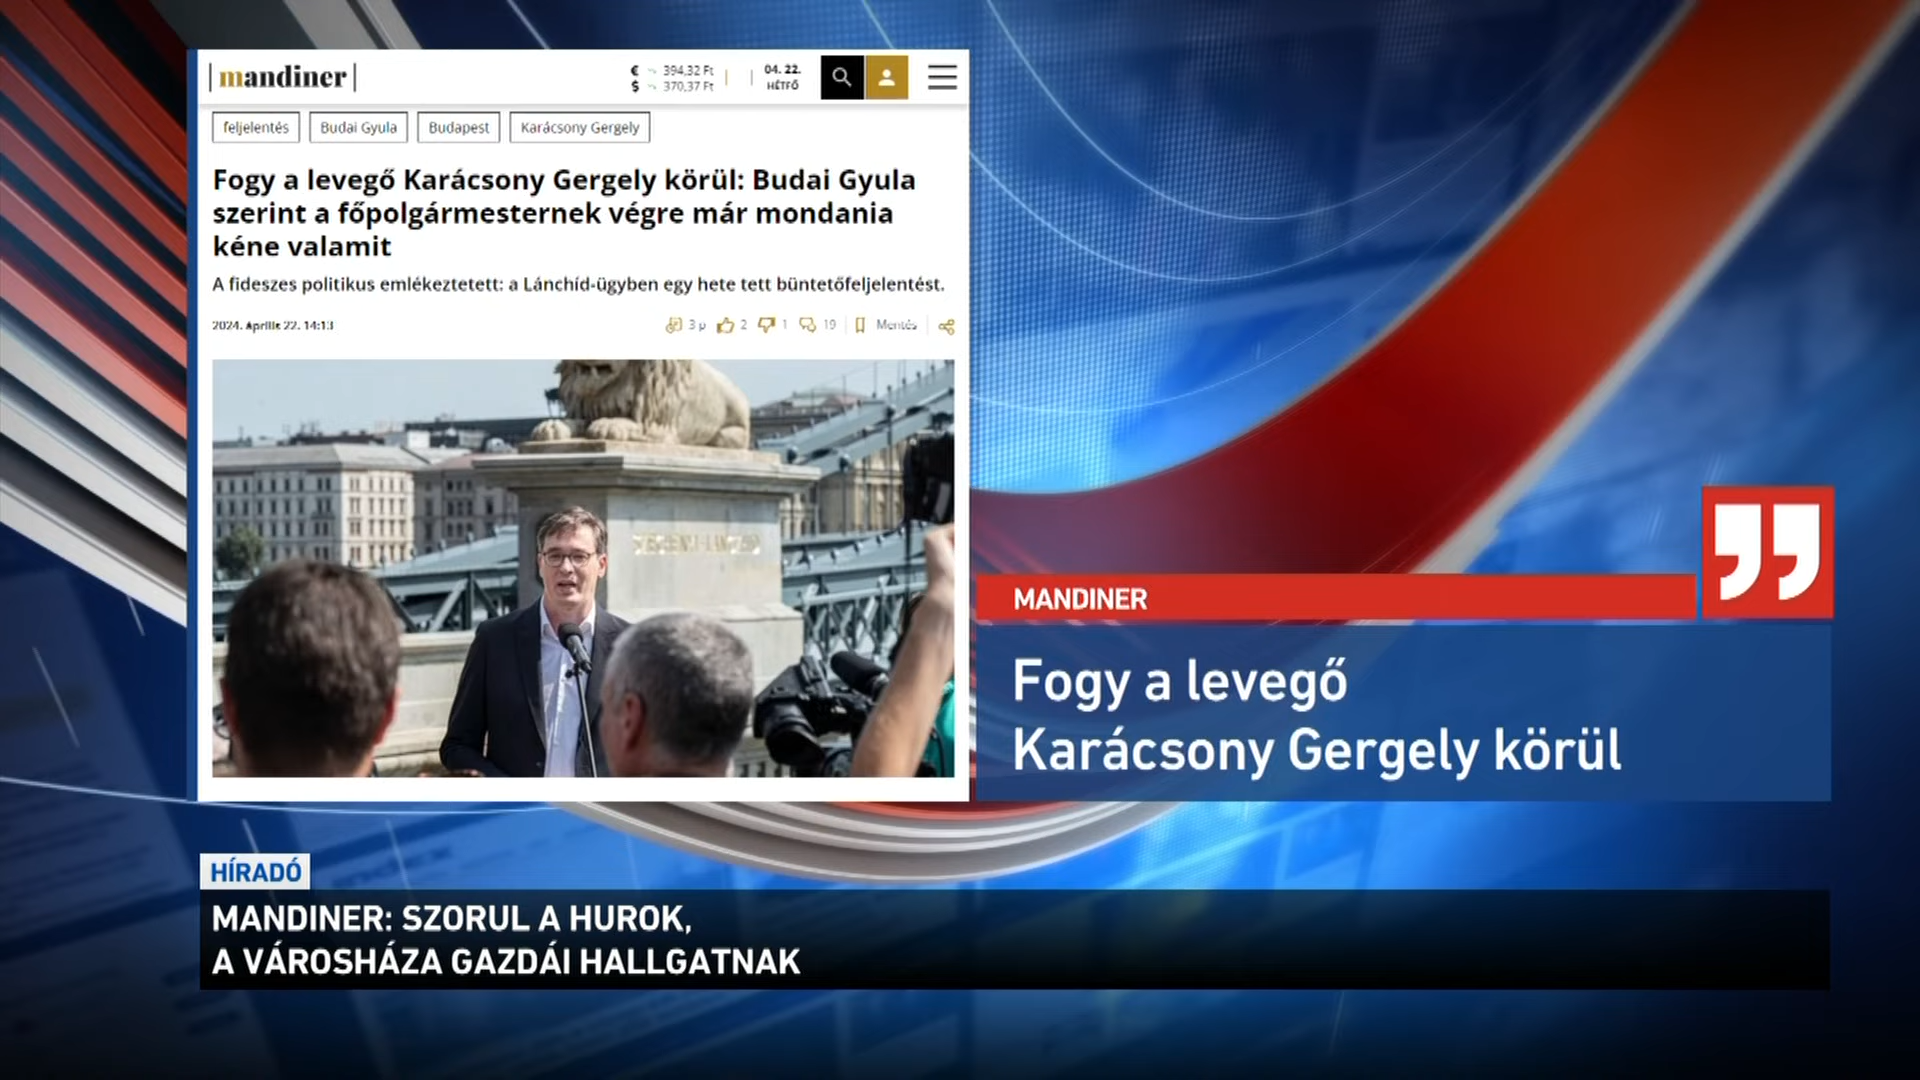 mandiner
€ 394,32 Ft
$ 370,37 Ft
04. 22.
HÉTFŐ
feljelentés
Budai Gyula
Budapest
Karácsony Gergely
Fogy a levegő Karácsony Gergely körül: Budai Gyula
szerint a főpolgármesternek végre már mondania
kéne valamit
A fideszes politikus emlékeztetett: a Lánchíd-ügyben egy hete tett büntetőfeljelentést.
2024. április 22. 14:13
3 p
2
1
19
Mentés
MANDINER
Fogy a levegő
Karácsony Gergely körül
HÍRADÓ
MANDINER: SZORUL A HUROK,
A VÁROSHÁZA GAZDÁI HALLGATNAK